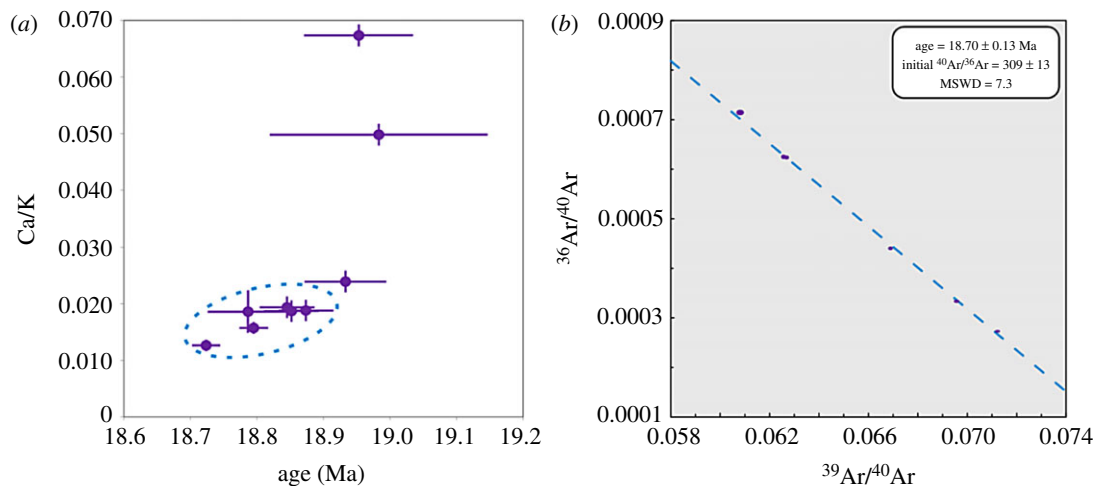 (a)
0.070
0.060
0.050
0.040
0.030
0.020
0.010
0
Ca/K
18.6 18.7 18.8 18.9 19.0 19.1 19.2
age (Ma)
(b)
0.0009
0.0007
0.0005
0.0003
0.0001
³⁶Ar/⁴⁰Ar
age = 18.70 ± 0.13 Ma
initial ⁴⁰Ar/³⁶Ar = 309 ± 13
MSWD = 7.3
0.058 0.062 0.066 0.070 0.074
³⁹Ar/⁴⁰Ar